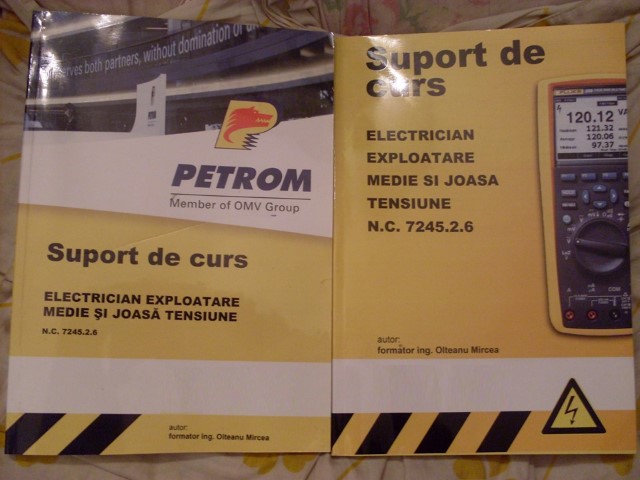 serves both partners, without domination of
PETROM
Member of OMV Group
Suport de curs
ELECTRICIAN EXPLOATARE
MEDIE ŞI JOASĂ TENSIUNE
N.C. 7245.2.6
autor:
formator ing. Olteanu Mircea
Suport de
curs
ELECTRICIAN
EXPLOATARE
MEDIE SI JOASA
TENSIUNE
N.C. 7245.2.6
120.12
121.32
120.06
97.37
COM
autor:
formator ing. Olteanu Mircea